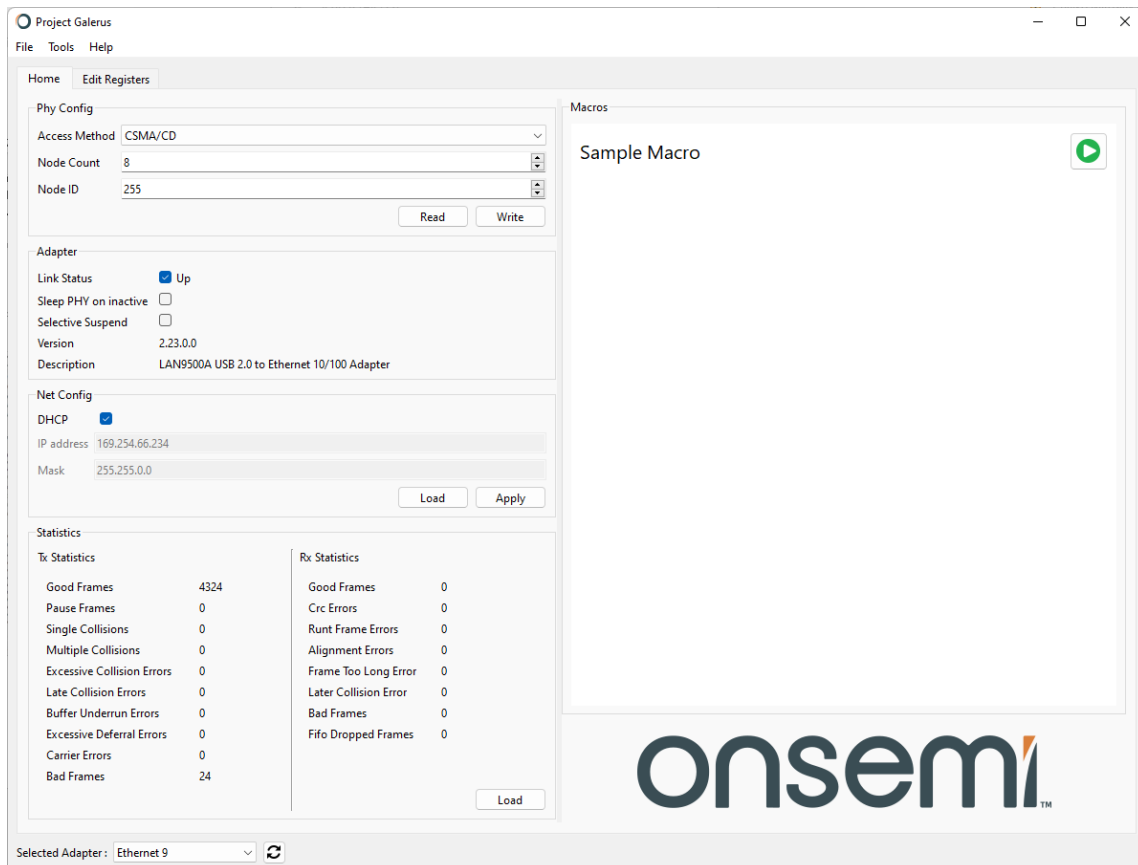 Project Galerus
File Tools Help
Home Edit Registers
Phy Config
Access Method CSMA/CD
Node Count 8
Node ID 255
Read Write
Adapter
Link Status Up
Sleep PHY on inactive
Selective Suspend
Version 2.23.0.0
Description LAN9500A USB 2.0 to Ethernet 10/100 Adapter
Net Config
DHCP
IP address 169.254.66.234
Mask 255.255.0.0
Load Apply
Statistics
Tx Statistics
Good Frames 4324
Pause Frames 0
Single Collisions 0
Multiple Collisions 0
Excessive Collision Errors 0
Late Collision Errors 0
Buffer Underrun Errors 0
Excessive Deferral Errors 0
Carrier Errors 0
Bad Frames 24
Rx Statistics
Good Frames 0
Crc Errors 0
Runt Frame Errors 0
Alignment Errors 0
Frame Too Long Error 0
Later Collision Error 0
Bad Frames 0
Fifo Dropped Frames 0
Load
Macros
Sample Macro
onsemi™
Selected Adapter : Ethernet 9